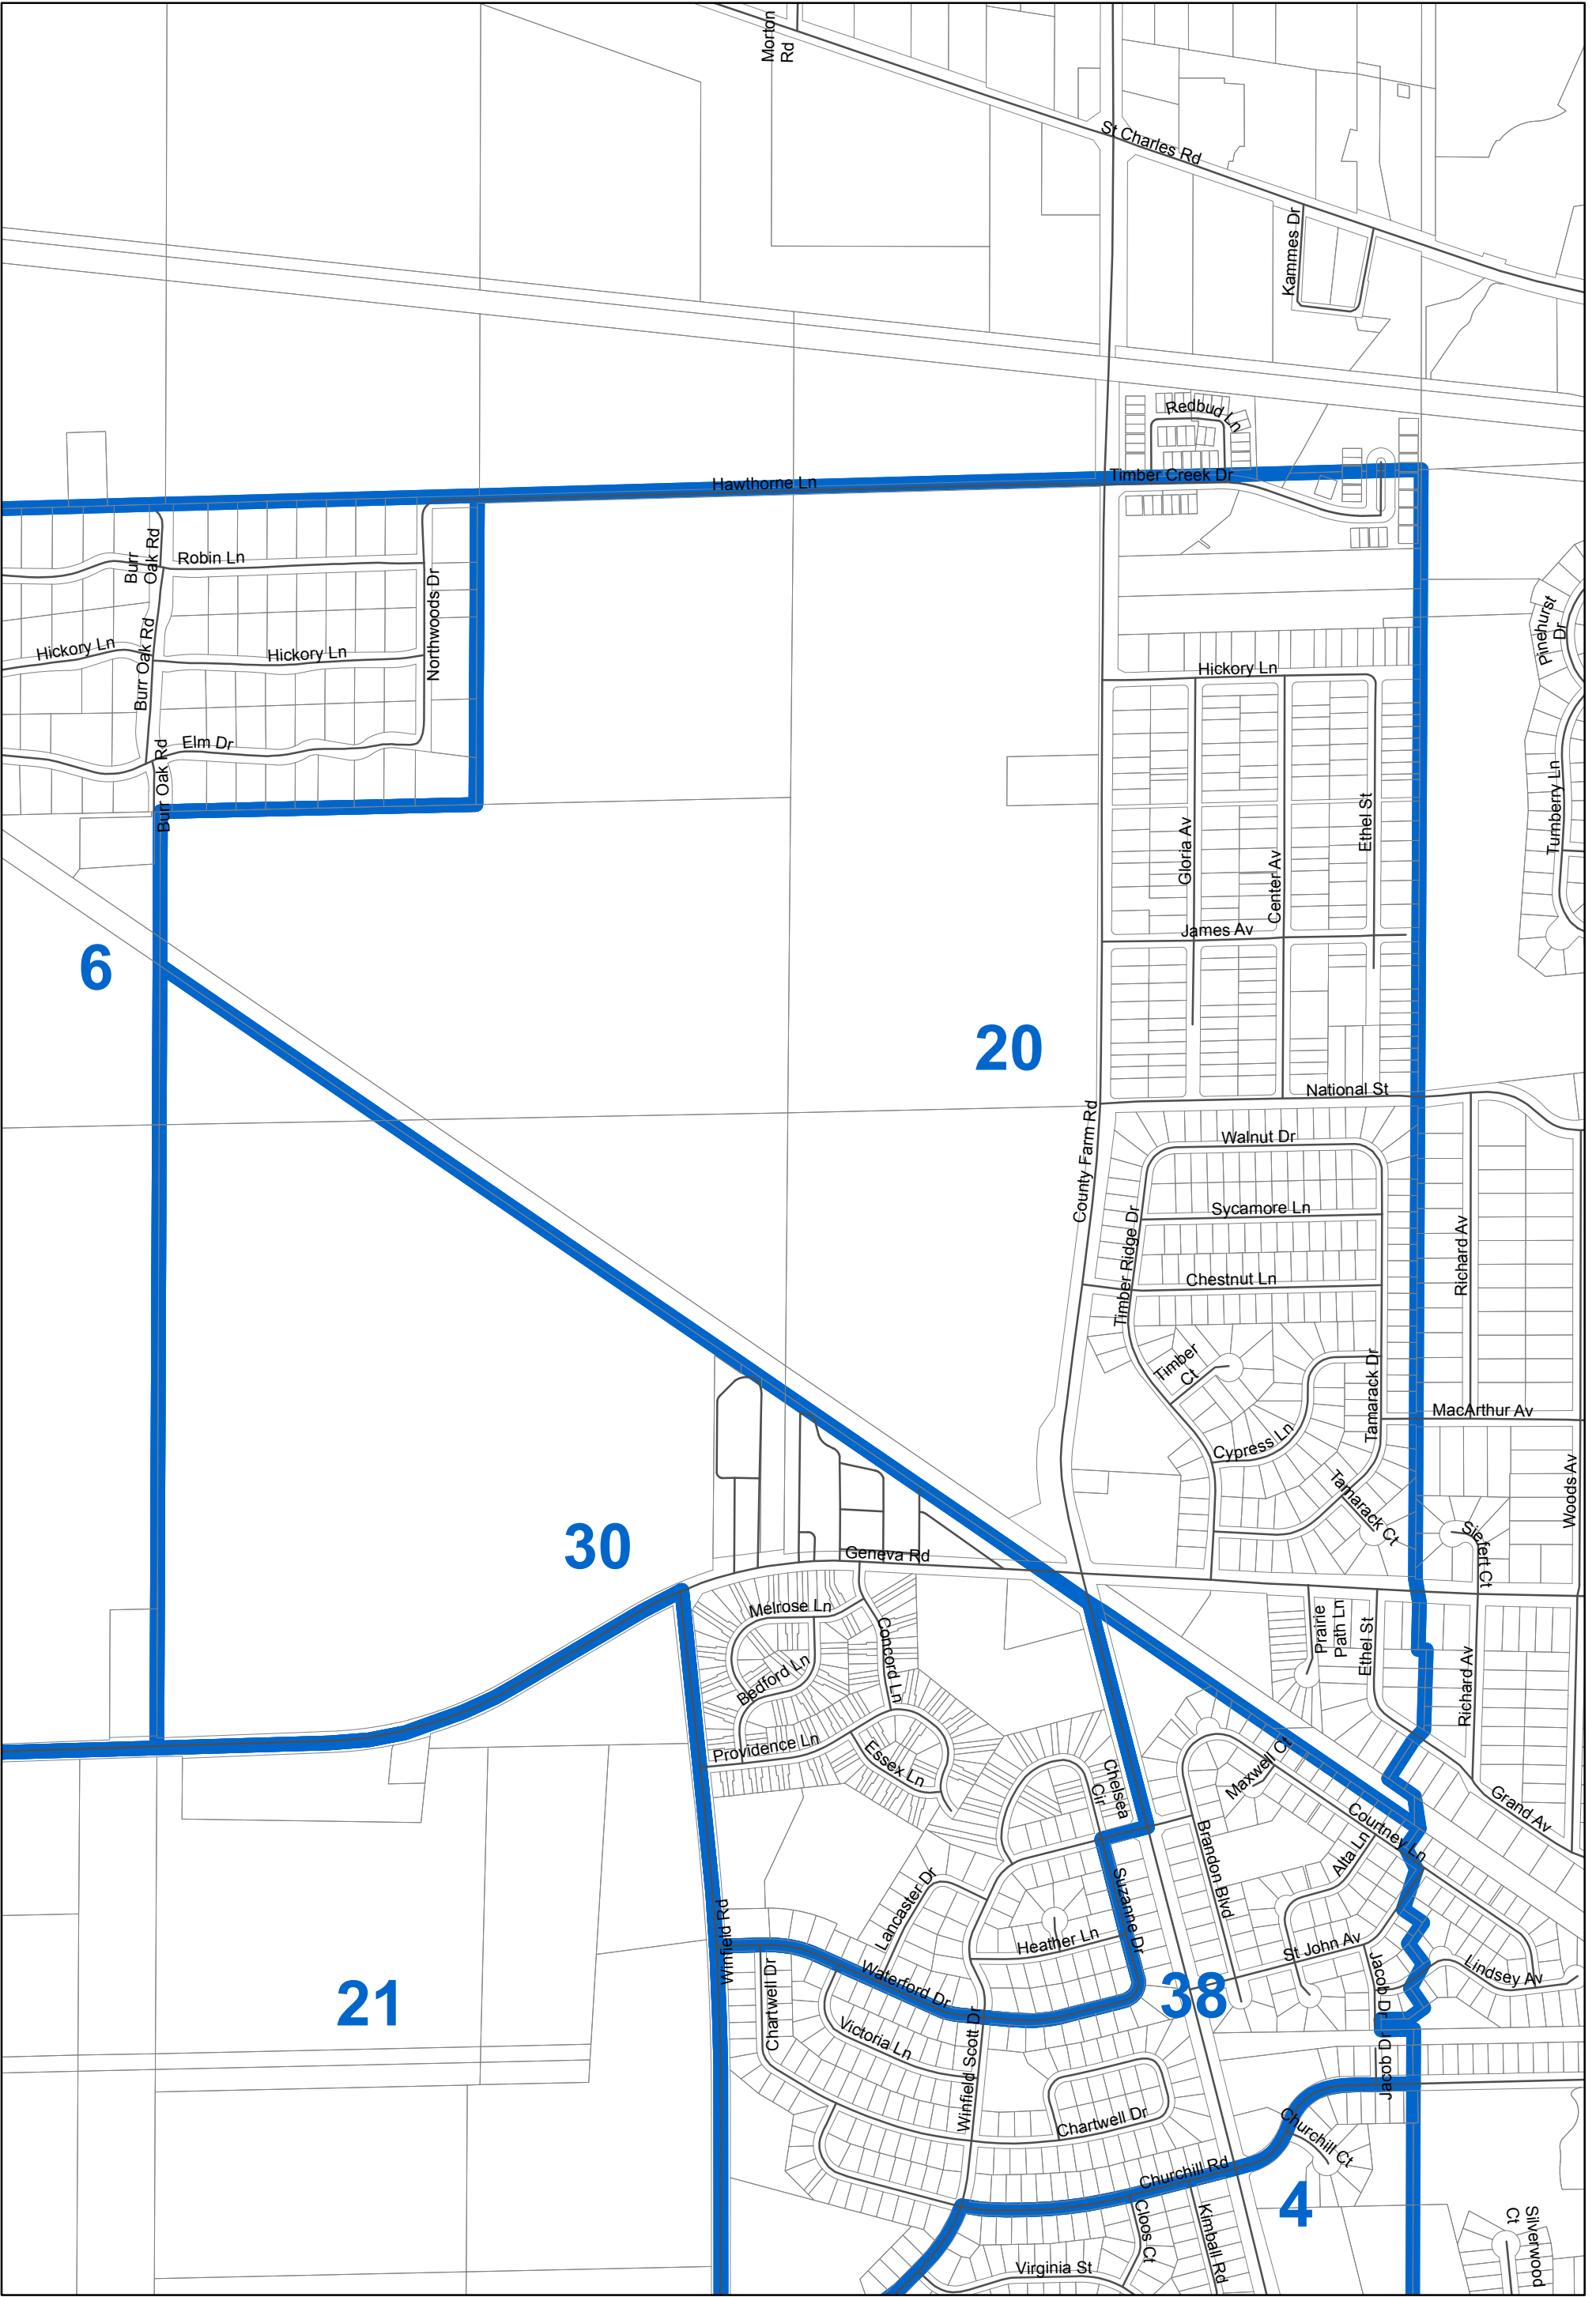 Morton
Rd
St Charles Rd
Kammes Dr
Redbud Ln
Timber Creek Dr
Hawthorne Ln
Burr
Oak Rd
Robin Ln
Northwoods Dr
Hickory Ln
Burr Oak Rd
Hickory Ln
Elm Dr
Burr Oak Rd
Pinehurst
Dr
Hickory Ln
Turnberry Ln
Ethel St
Gloria Av
Center Av
James Av
6
20
National St
County Farm Rd
Walnut Dr
Sycamore Ln
Timber Ridge Dr
Richard Av
Chestnut Ln
Timber
Ct
Tamarack Dr
MacArthur Av
Cypress Ln
Tamarack Ct
Woods Av
Siefert Ct
30
Geneva Rd
Melrose Ln
Concord Ln
Bedford Ln
Prairie
Path Ln
Ethel St
Richard Av
Providence Ln
Essex Ln
Chelsea
Cir
Maxwell Ct
Courtney Ln
Grand Av
Alta Ln
Brandon Blvd
Suzanne Dr
Lancaster Dr
Winfield Rd
Heather Ln
St John Av
Lindsey Av
Jacob Dr
Waterford Dr
Chartwell Dr
21
38
Victoria Ln
Winfield Scott Dr
Jacob Dr
Chartwell Dr
Churchill Ct
Churchill Rd
4
Cloos Ct
Kimball Rd
Silverwood
Ct
Virginia St